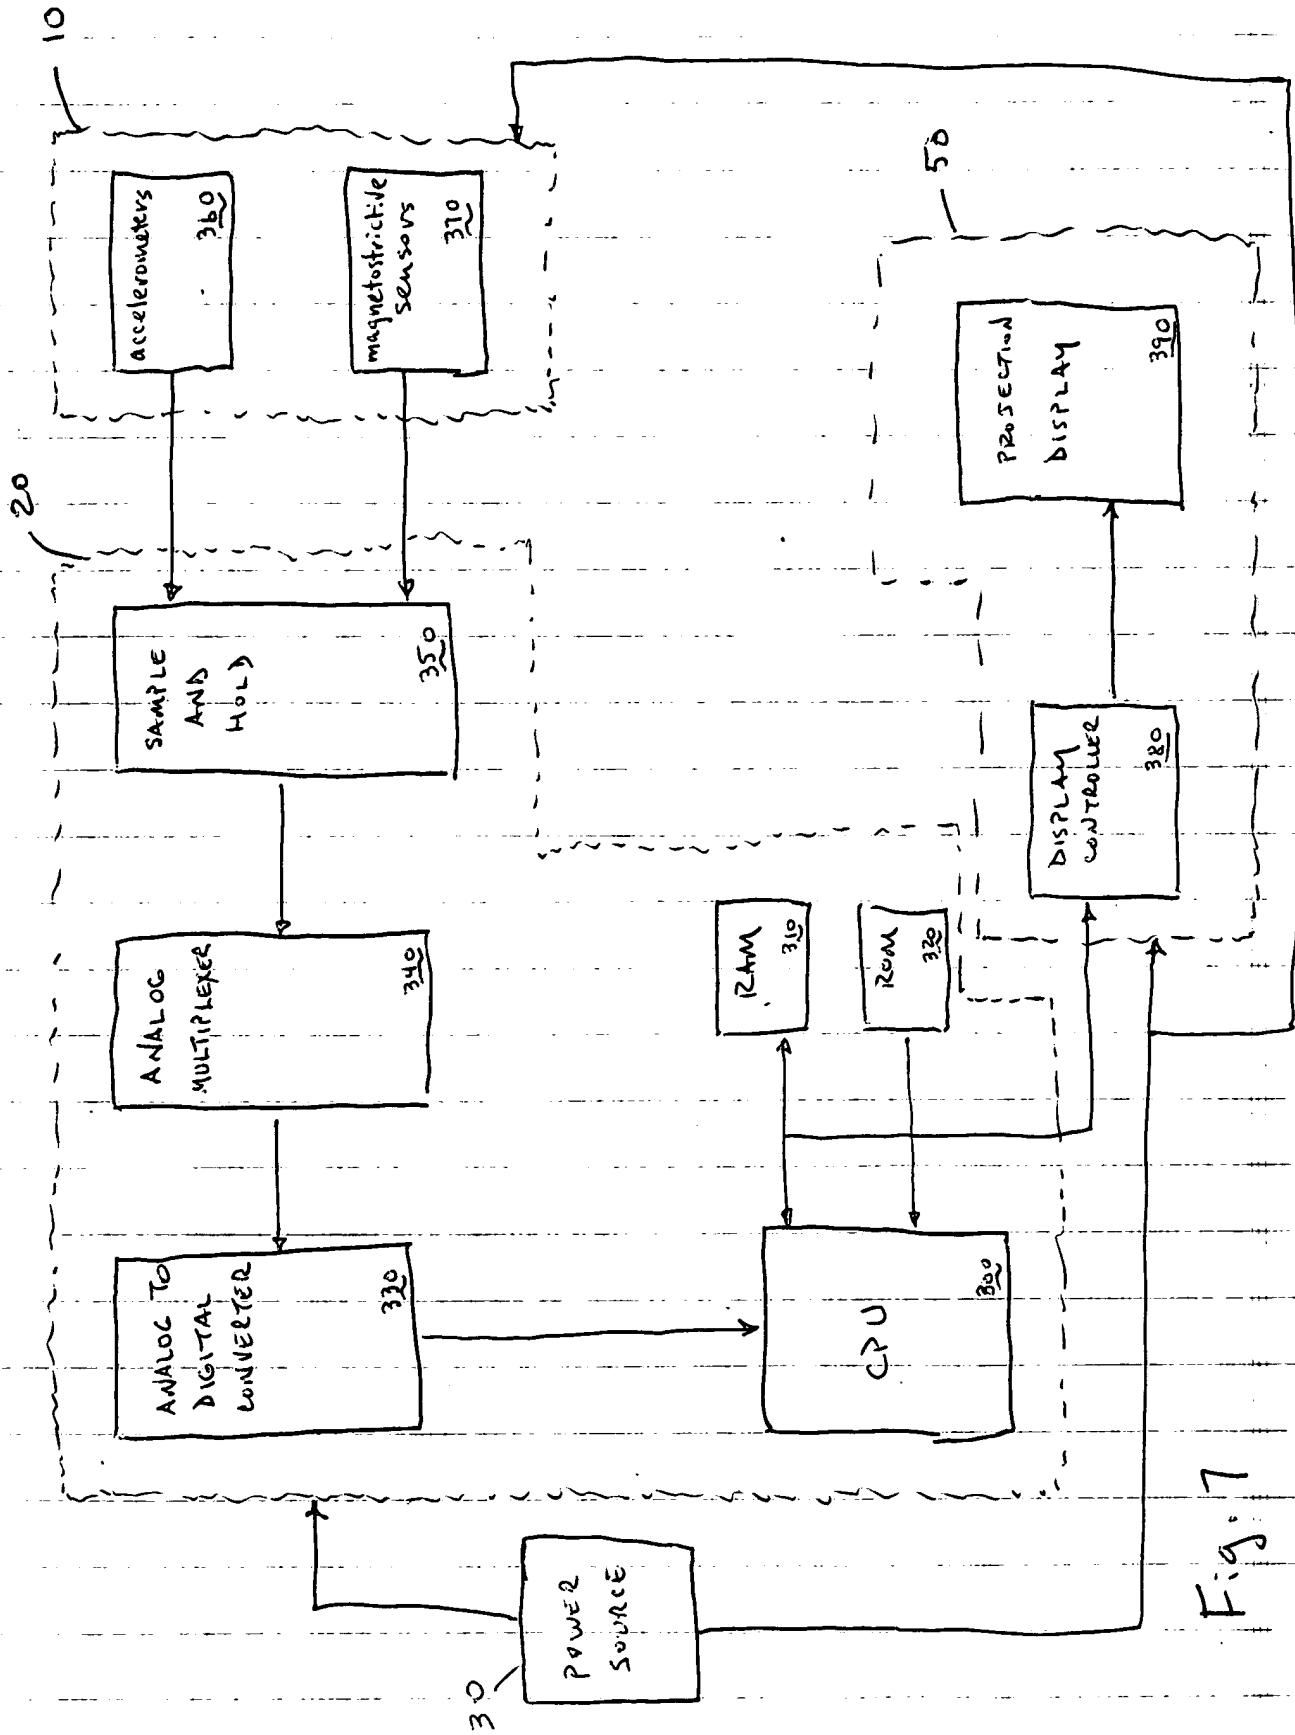 10
accelerometers
360
magnetostrictive
sensors
370
20
SAMPLE
AND
HOLD
350
ANALOG
MULTIPLEXER
340
ANALOG TO
DIGITAL
CONVERTER
330
RAM
310
ROM
320
CPU
300
50
PROJECTION
DISPLAY
390
DISPLAY
CONTROLLER
380
30
POWER
SOURCE
Fig. 7